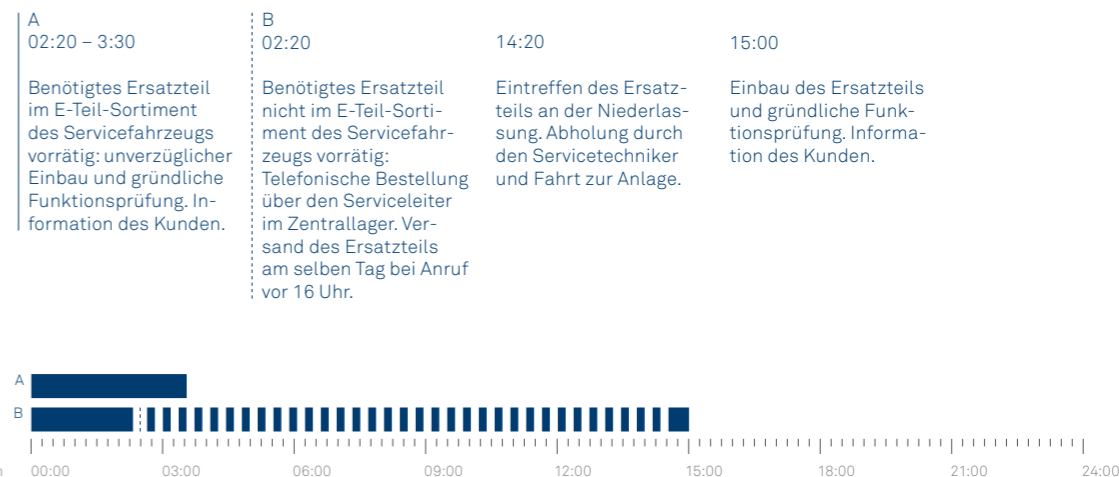 A
02:20 – 3:30
Benötigtes Ersatzteil
im E-Teil-Sortiment
des Servicefahrzeugs
vorrätig: unverzüglicher
Einbau und gründliche
Funktionsprüfung. In-
formation des Kunden.
B
02:20
Benötigtes Ersatzteil
nicht im E-Teil-Sorti-
ment des Servicefahr-
zeugs vorrätig:
Telefonische Bestellung
über den Serviceleiter
im Zentrallager. Ver-
sand des Ersatzteils
am selben Tag bei Anruf
vor 16 Uhr.
14:20
Eintreffen des Ersatz-
teils an der Niederlas-
sung. Abholung durch
den Servicetechniker
und Fahrt zur Anlage.
15:00
Einbau des Ersatzteils
und gründliche Funk-
tionsprüfung. Informa-
tion des Kunden.
A
B
00:00 03:00 06:00 09:00 12:00 15:00 18:00 21:00 24:00